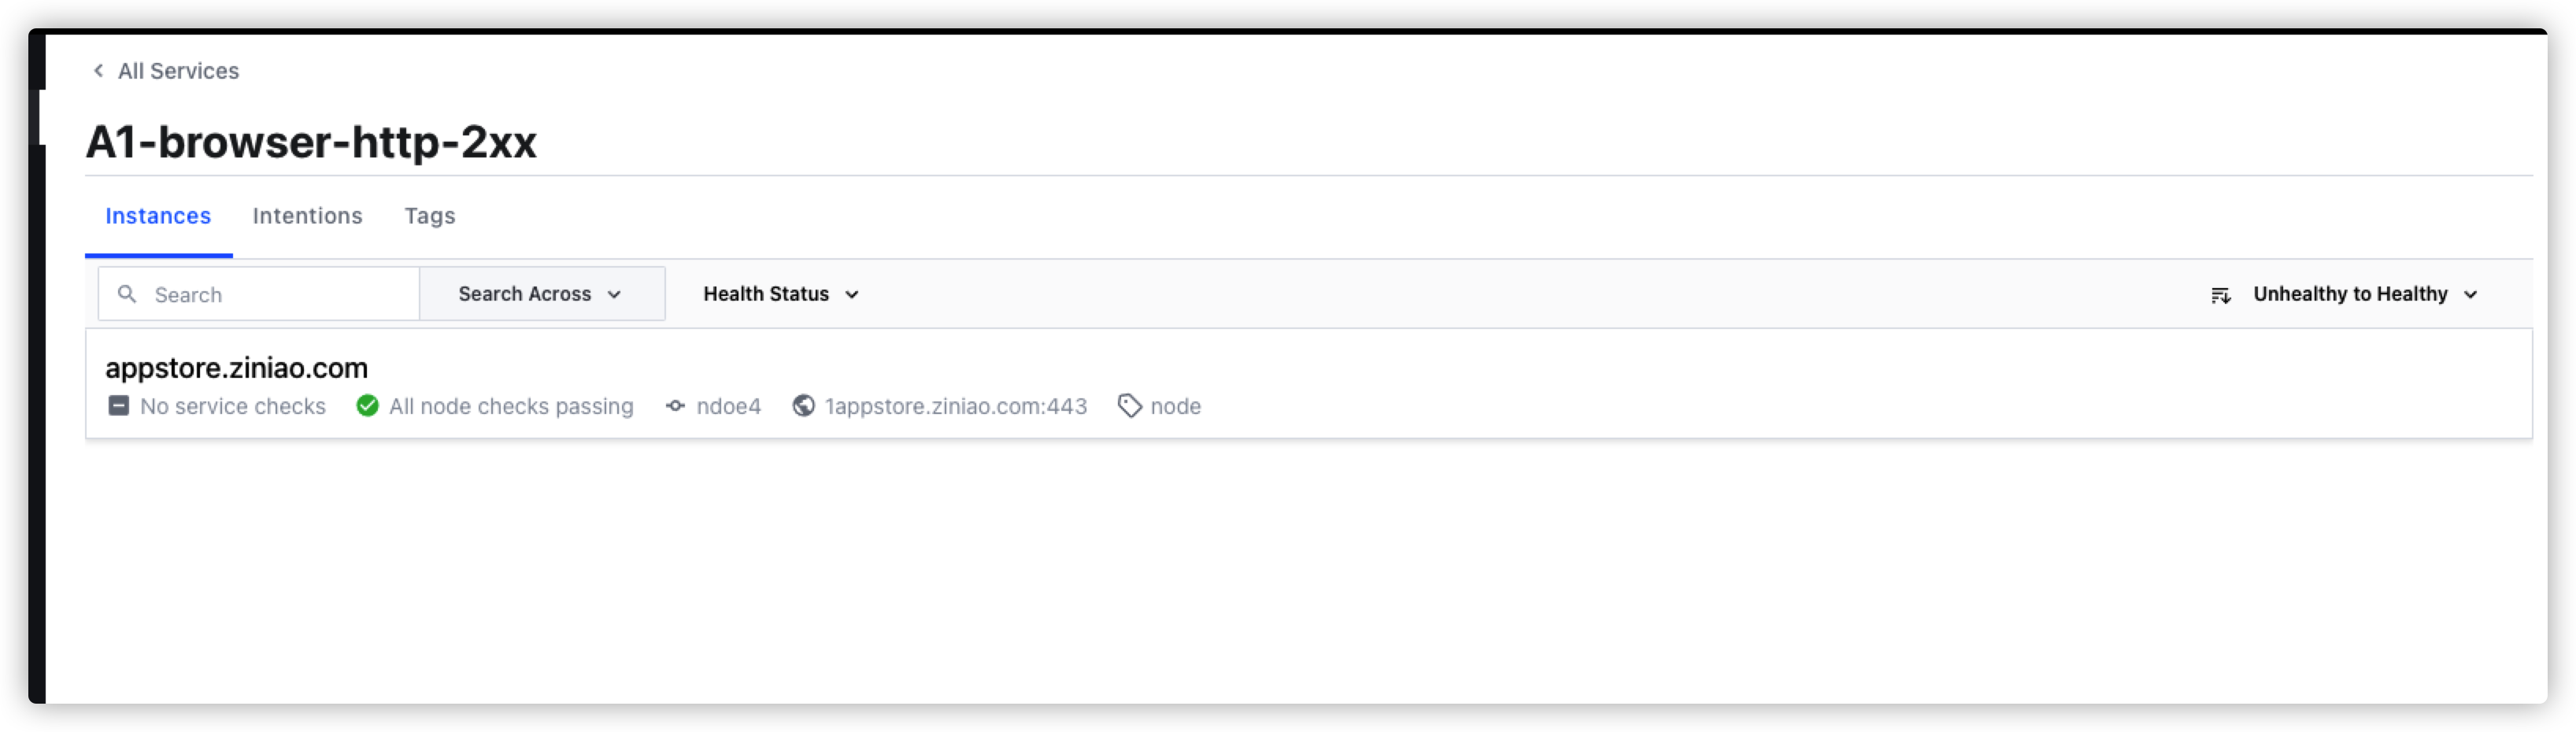 All Services
A1-browser-http-2xx
Instances Intentions Tags
Search Search Across Health Status Unhealthy to Healthy
appstore.ziniao.com
No service checks All node checks passing ndoe4 1appstore.ziniao.com:443 node